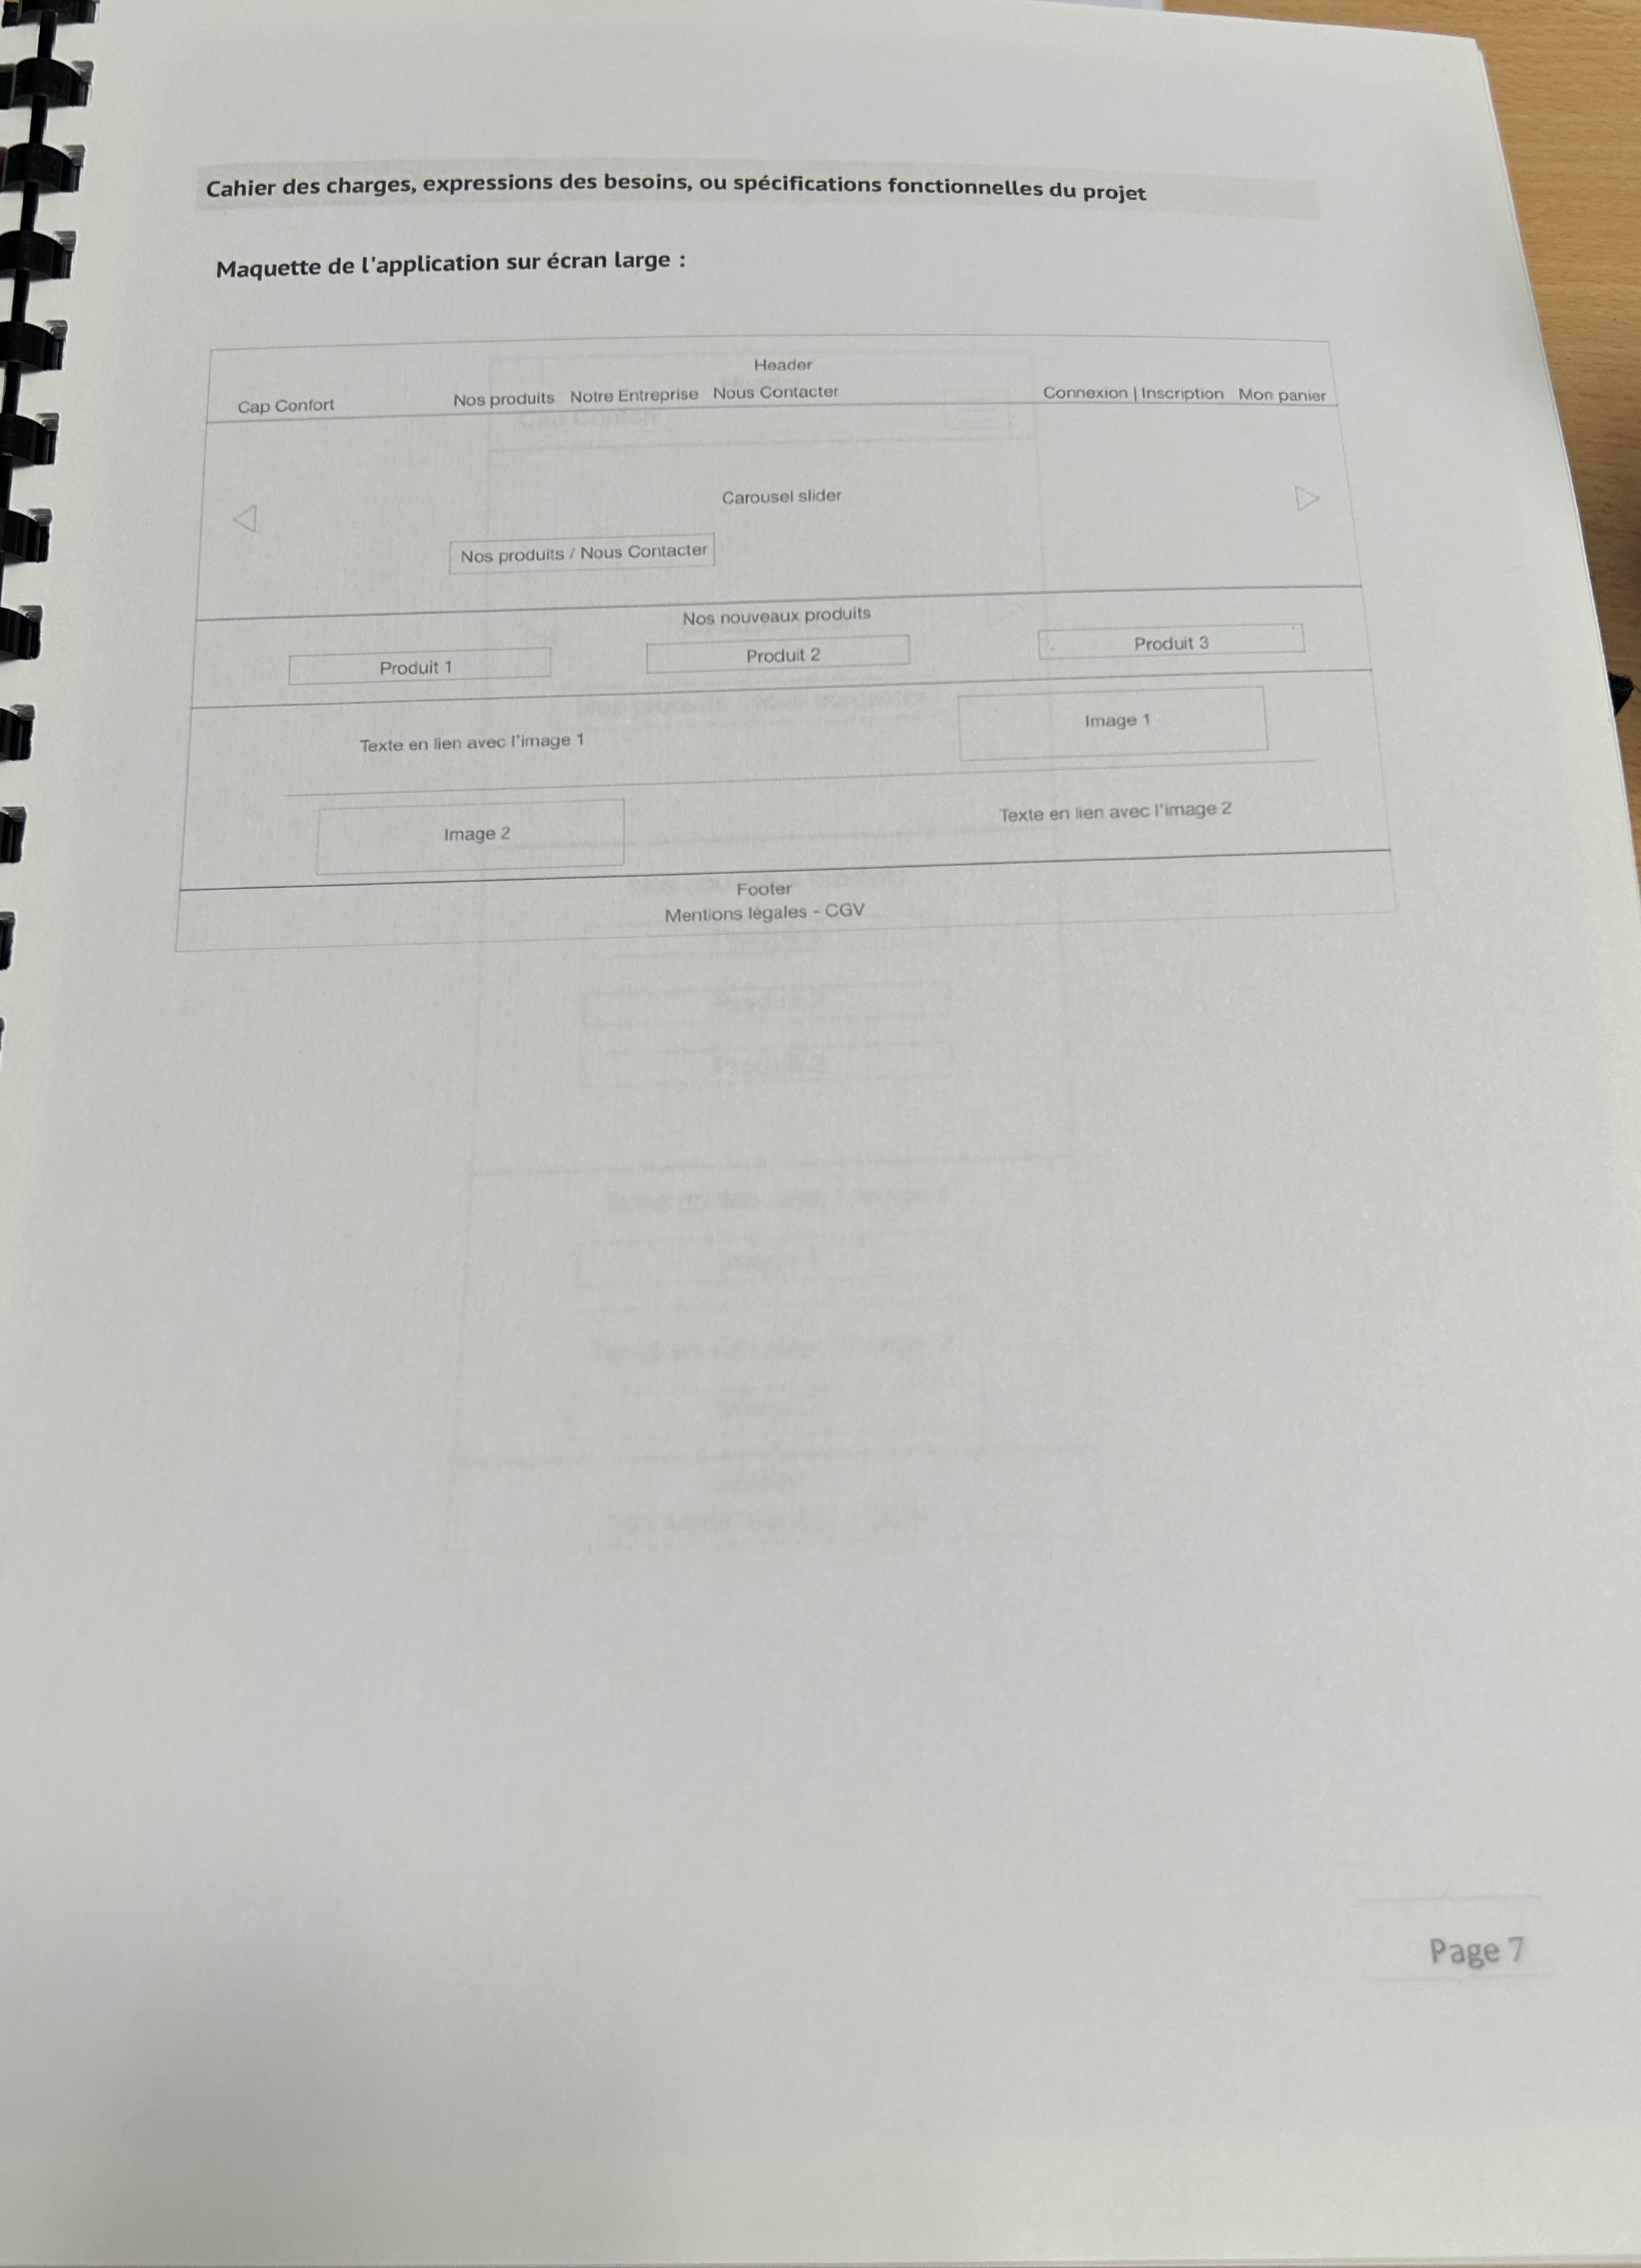 Cahier des charges, expressions des besoins, ou spécifications fonctionnelles du projet
Maquette de l'application sur écran large :
Header
Cap Confort Nos produits Notre Entreprise Nous Contacter Connexion | Inscription Mon panier
Carousel slider
Nos produits / Nous Contacter
Nos nouveaux produits
Produit 1 Produit 2 Produit 3
Texte en lien avec l'image 1 Image 1
Image 2 Texte en lien avec l'image 2
Footer
Mentions légales - CGV
Page 7